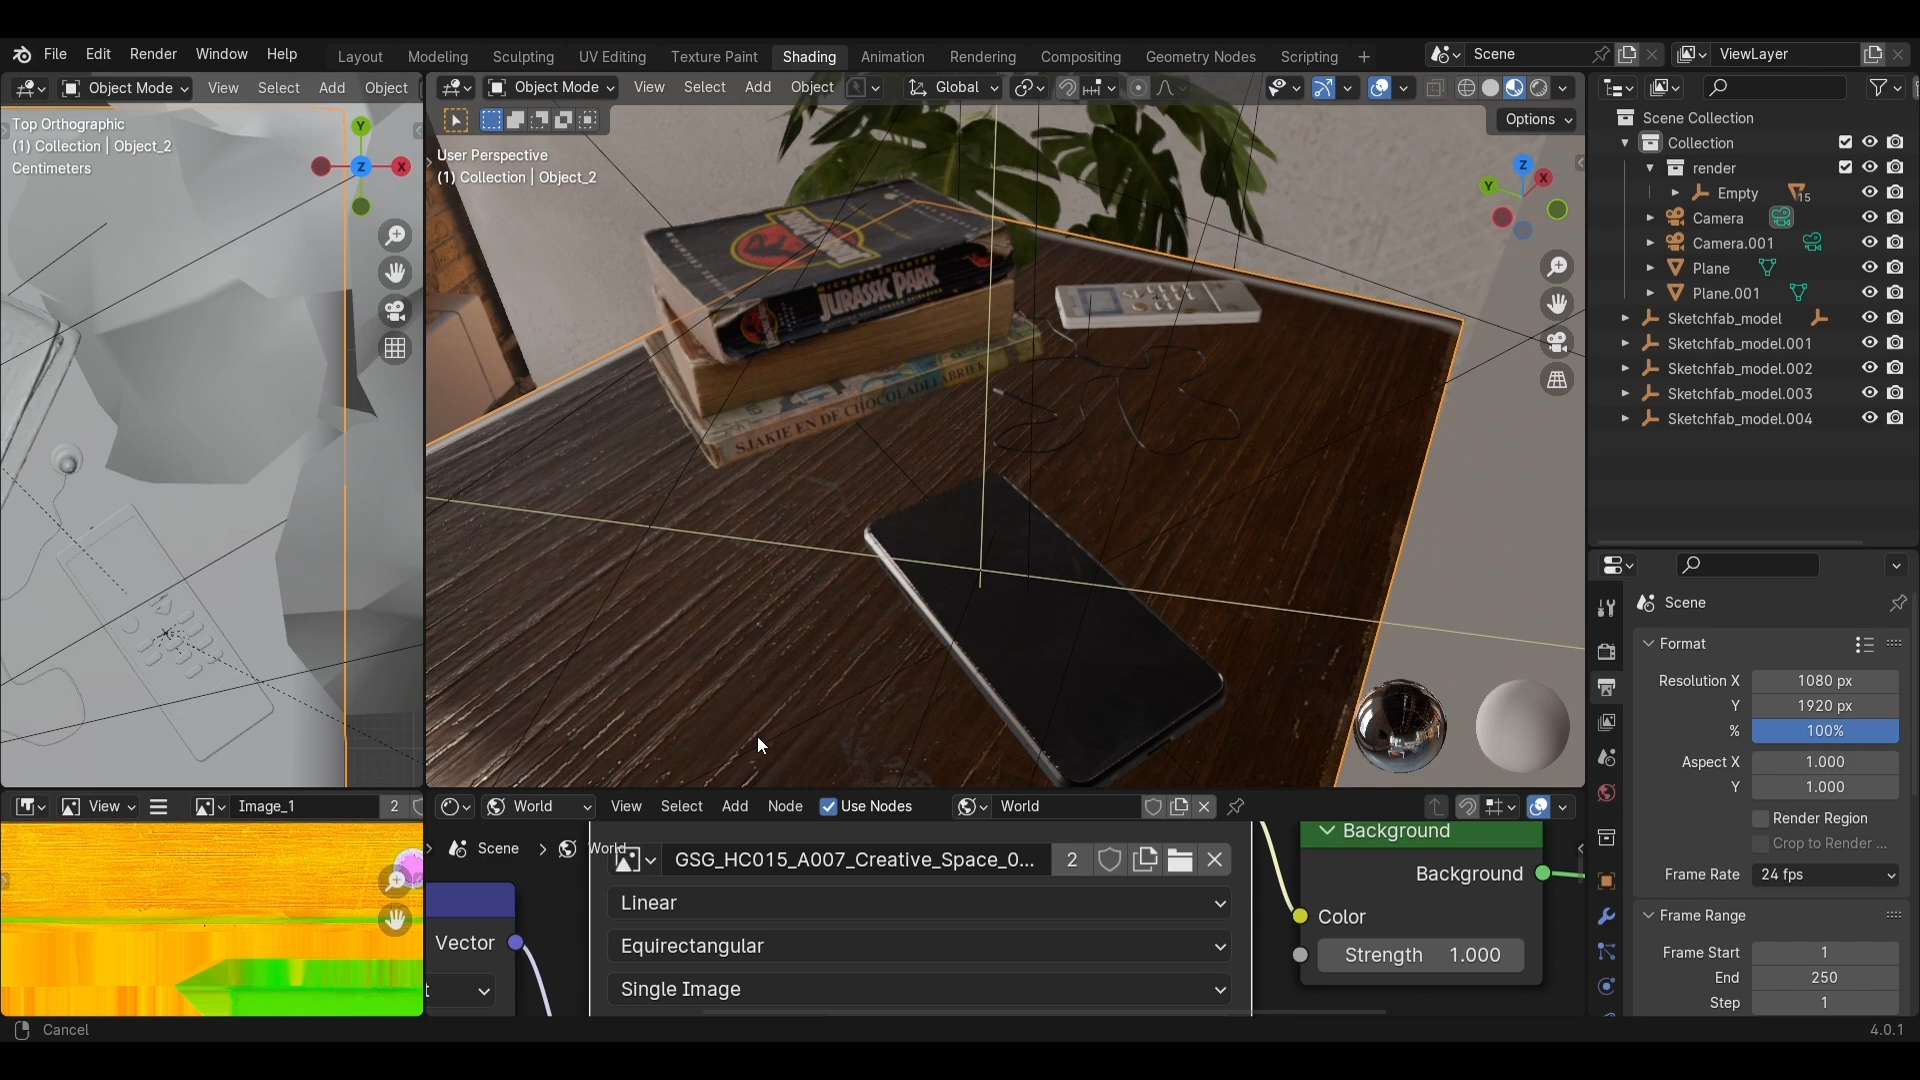 File Edit Render Window Help
Layout Modeling Sculpting UV Editing Texture Paint Shading Animation Rendering Compositing Geometry Nodes Scripting +
Scene
ViewLayer
Object Mode View Select Add Object
Object Mode View Select Add Object
Global
Options
Top Orthographic
(1) Collection | Object_2
Centimeters
Y
Z
X
User Perspective
(1) Collection | Object_2
Z
X
Y
MICHAEL CRICHTON
JURASSIC PARK
SJAKIE EN DE CHOCOLADEFABRIEK
Scene Collection
Collection
render
Empty 15
Camera
Camera.001
Plane
Plane.001
Sketchfab_model
Sketchfab_model.001
Sketchfab_model.002
Sketchfab_model.003
Sketchfab_model.004
Scene
Format
Resolution X 1080 px
Y 1920 px
% 100%
Aspect X 1.000
Y 1.000
Render Region
Crop to Render ...
Frame Rate 24 fps
Frame Range
Frame Start 1
End 250
Step 1
View
Image_1 2
World View Select Add Node Use Nodes World
Scene > World
GSG_HC015_A007_Creative_Space_0... 2
Linear
Equirectangular
Single Image
Vector
Background
Background
Color
Strength 1.000
Cancel
4.0.1